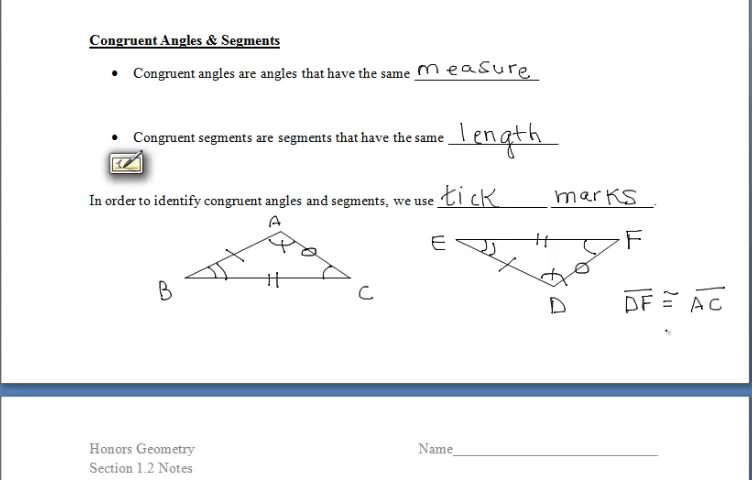 Congruent Angles & Segments
• Congruent angles are angles that have the same measure
• Congruent segments are segments that have the same length
In order to identify congruent angles and segments, we use tick marks.
A
E F
B C
D DF ≅ AC
Honors Geometry Name
Section 1.2 Notes